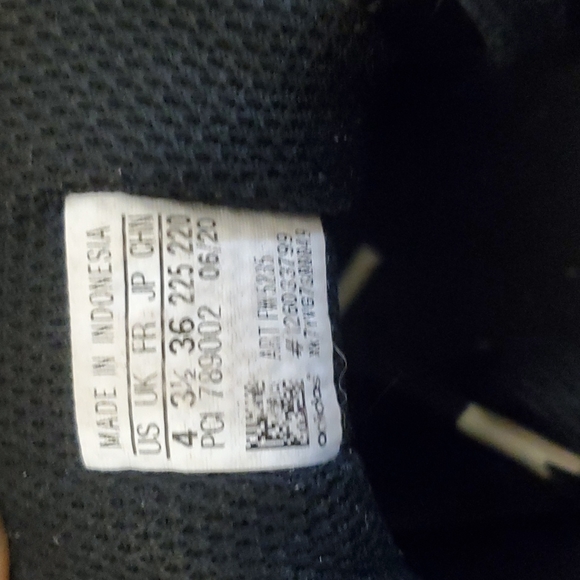 MADE IN INDONESIA
US UK FR JP CHN
4 3½ 36 225 220
PO# 789002 06/20
ART
adidas